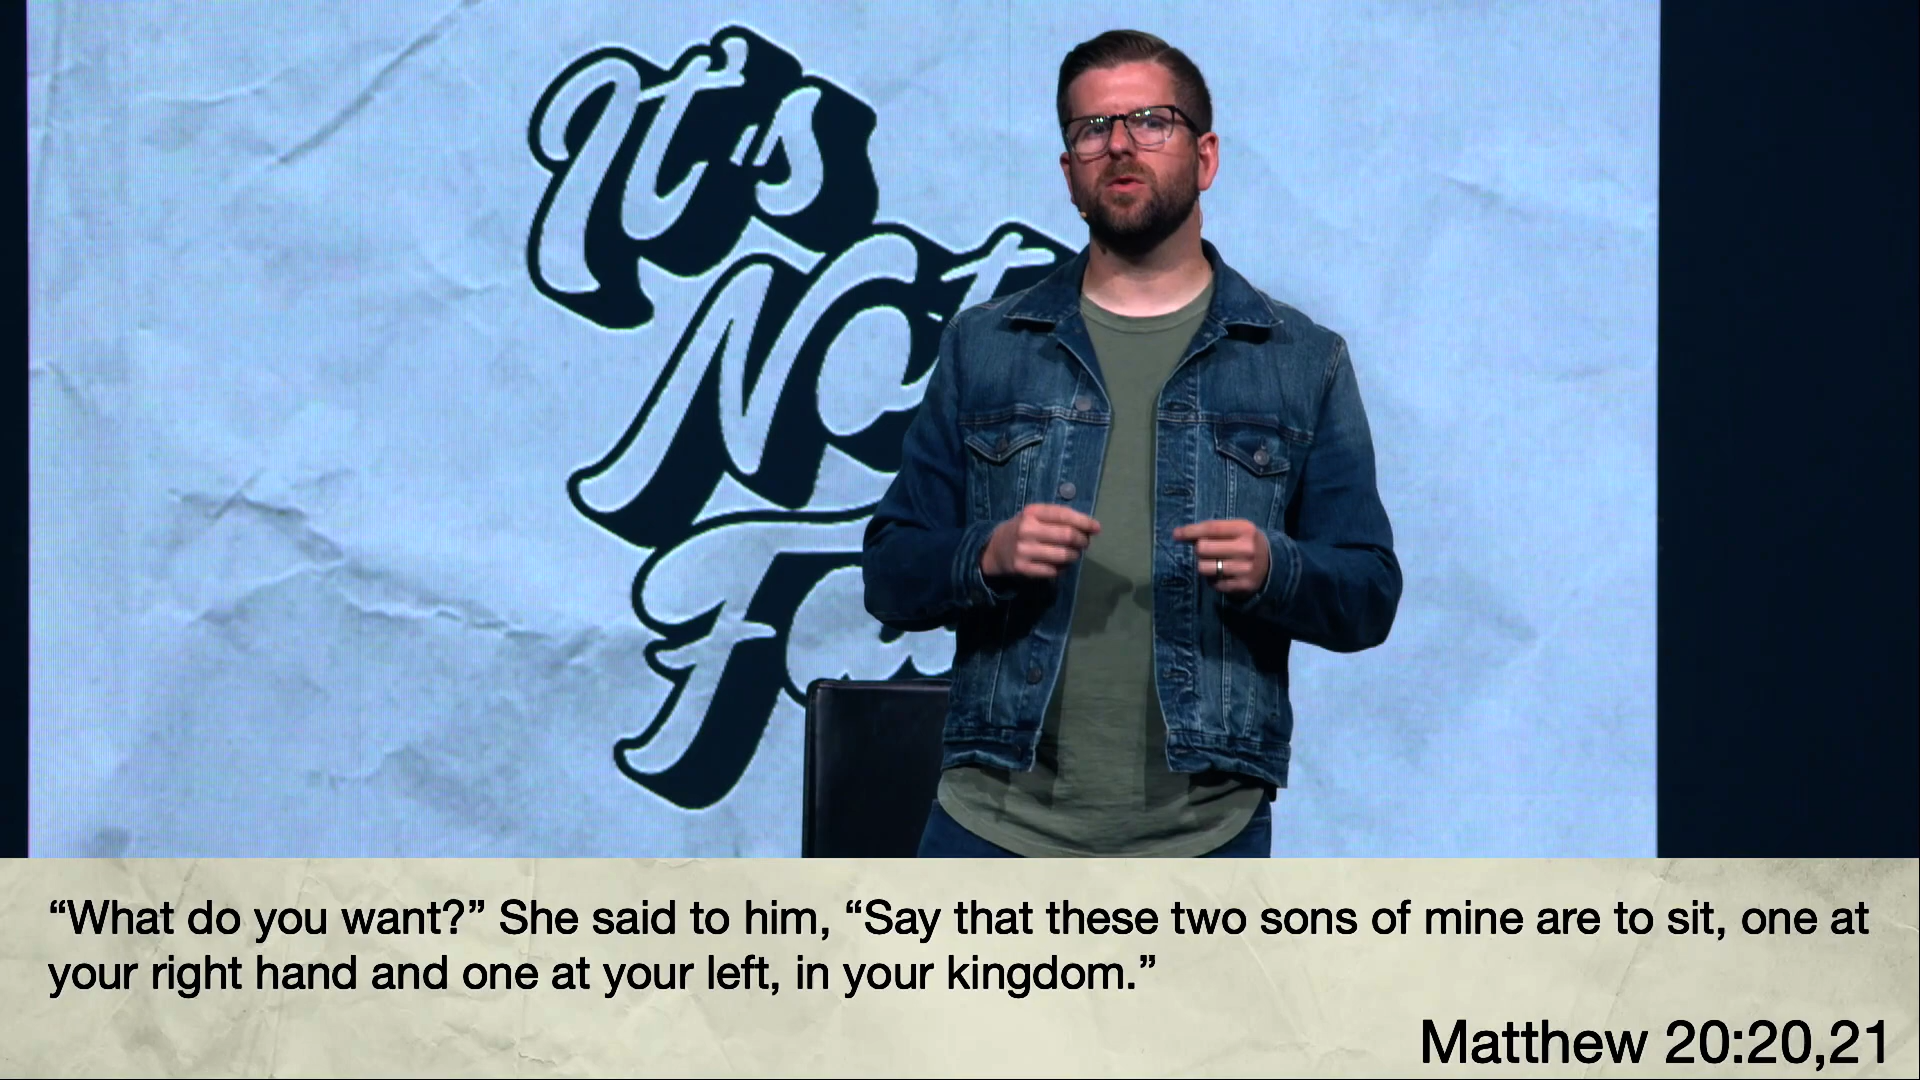 It's
Not
“What do you want?” She said to him, “Say that these two sons of mine are to sit, one at
your right hand and one at your left, in your kingdom.”
Matthew 20:20,21